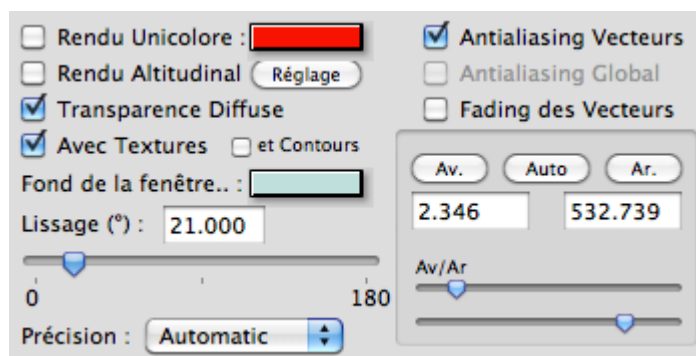 Rendu Unicolore :
Rendu Altitudinal Réglage
Transparence Diffuse
Avec Textures et Contours
Fond de la fenêtre.. :
Lissage (°) : 21.000
0 180
Précision : Automatic
Antialiasing Vecteurs
Antialiasing Global
Fading des Vecteurs
Av. Auto Ar.
2.346 532.739
Av/Ar